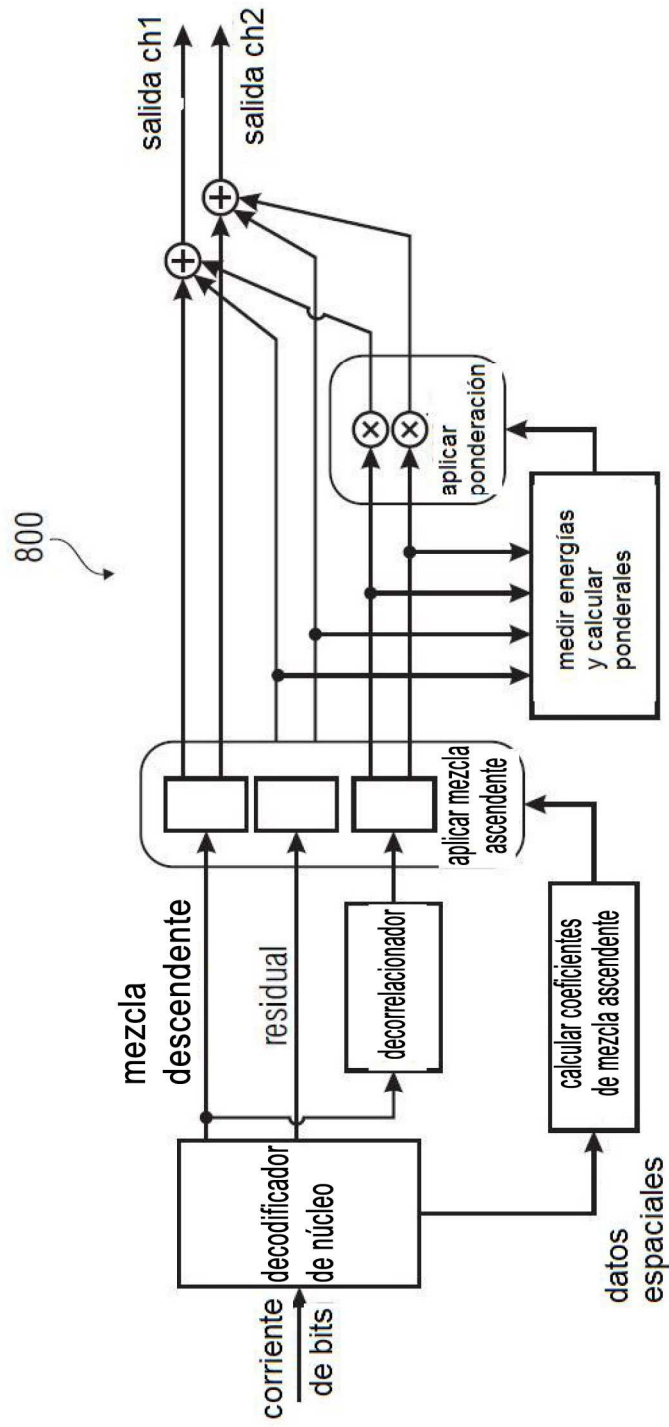 800
salida ch1
salida ch2
mezcla
descendente
residual
corriente
de bits
decodificador
de núcleo
decorrelacionador
aplicar mezcla
ascendente
aplicar
ponderación
medir energías
y calcular
ponderales
calcular coeficientes
de mezcla ascendente
datos
espaciales